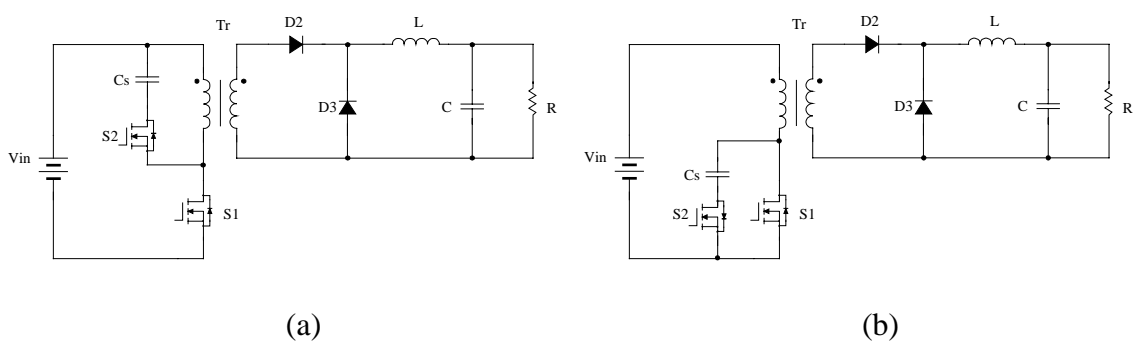 Tr
D2
L
Cs
D3
C
R
S2
Vin
S1
(a)
Tr
D2
L
D3
C
R
Vin
Cs
S2
S1
(b)